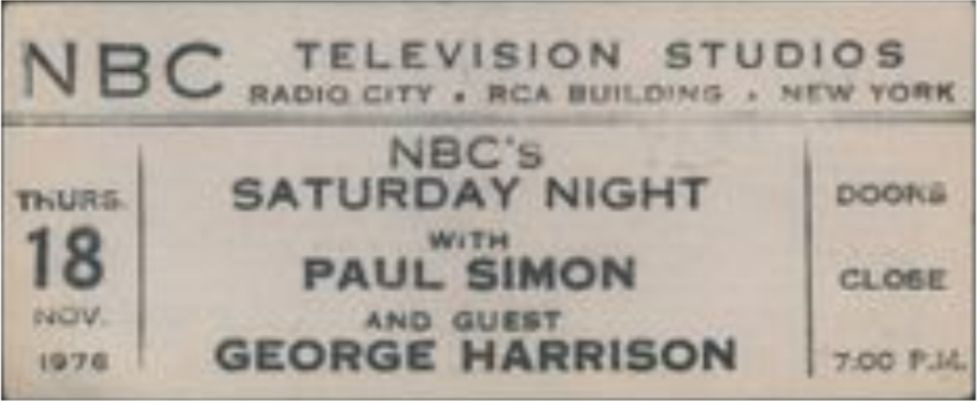 NBC TELEVISION STUDIOS
RADIO CITY • RCA BUILDING • NEW YORK
THURS.
18
NOV.
1976
NBC's
SATURDAY NIGHT
WITH
PAUL SIMON
AND GUEST
GEORGE HARRISON
DOORS
CLOSE
7:00 P.M.